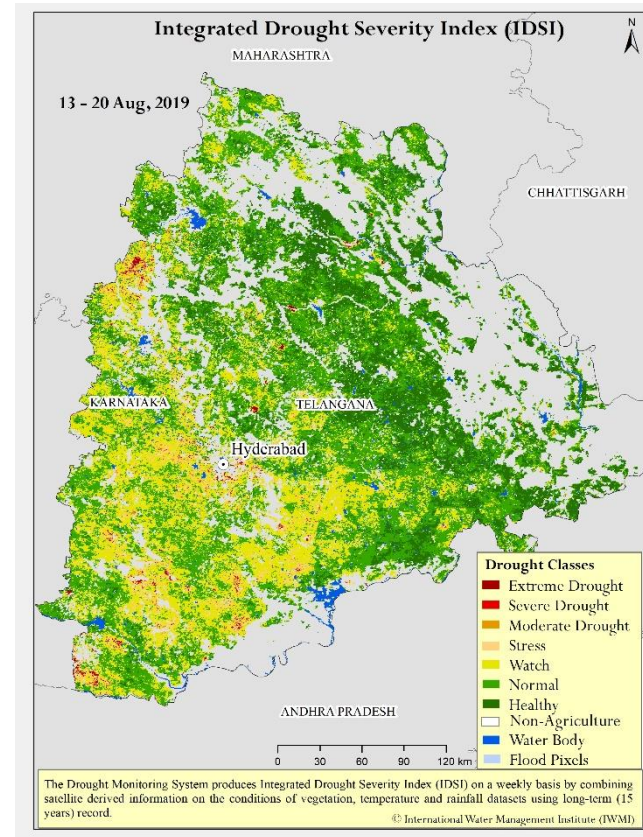 Integrated Drought Severity Index (IDSI)
N
MAHARASHTRA
13 - 20 Aug, 2019
CHHATTISGARH
KARNATAKA
TELANGANA
Hyderabad
Drought Classes
Extreme Drought
Severe Drought
Moderate Drought
Stress
Watch
Normal
Healthy
Non-Agriculture
Water Body
Flood Pixels
ANDHRA PRADESH
0 30 60 90 120 km
The Drought Monitoring System produces Integrated Drought Severity Index (IDSI) on a weekly basis by combining
satellite derived information on the conditions of vegetation, temperature and rainfall datasets using long-term (15
years) record.
© International Water Management Institute (IWMI)